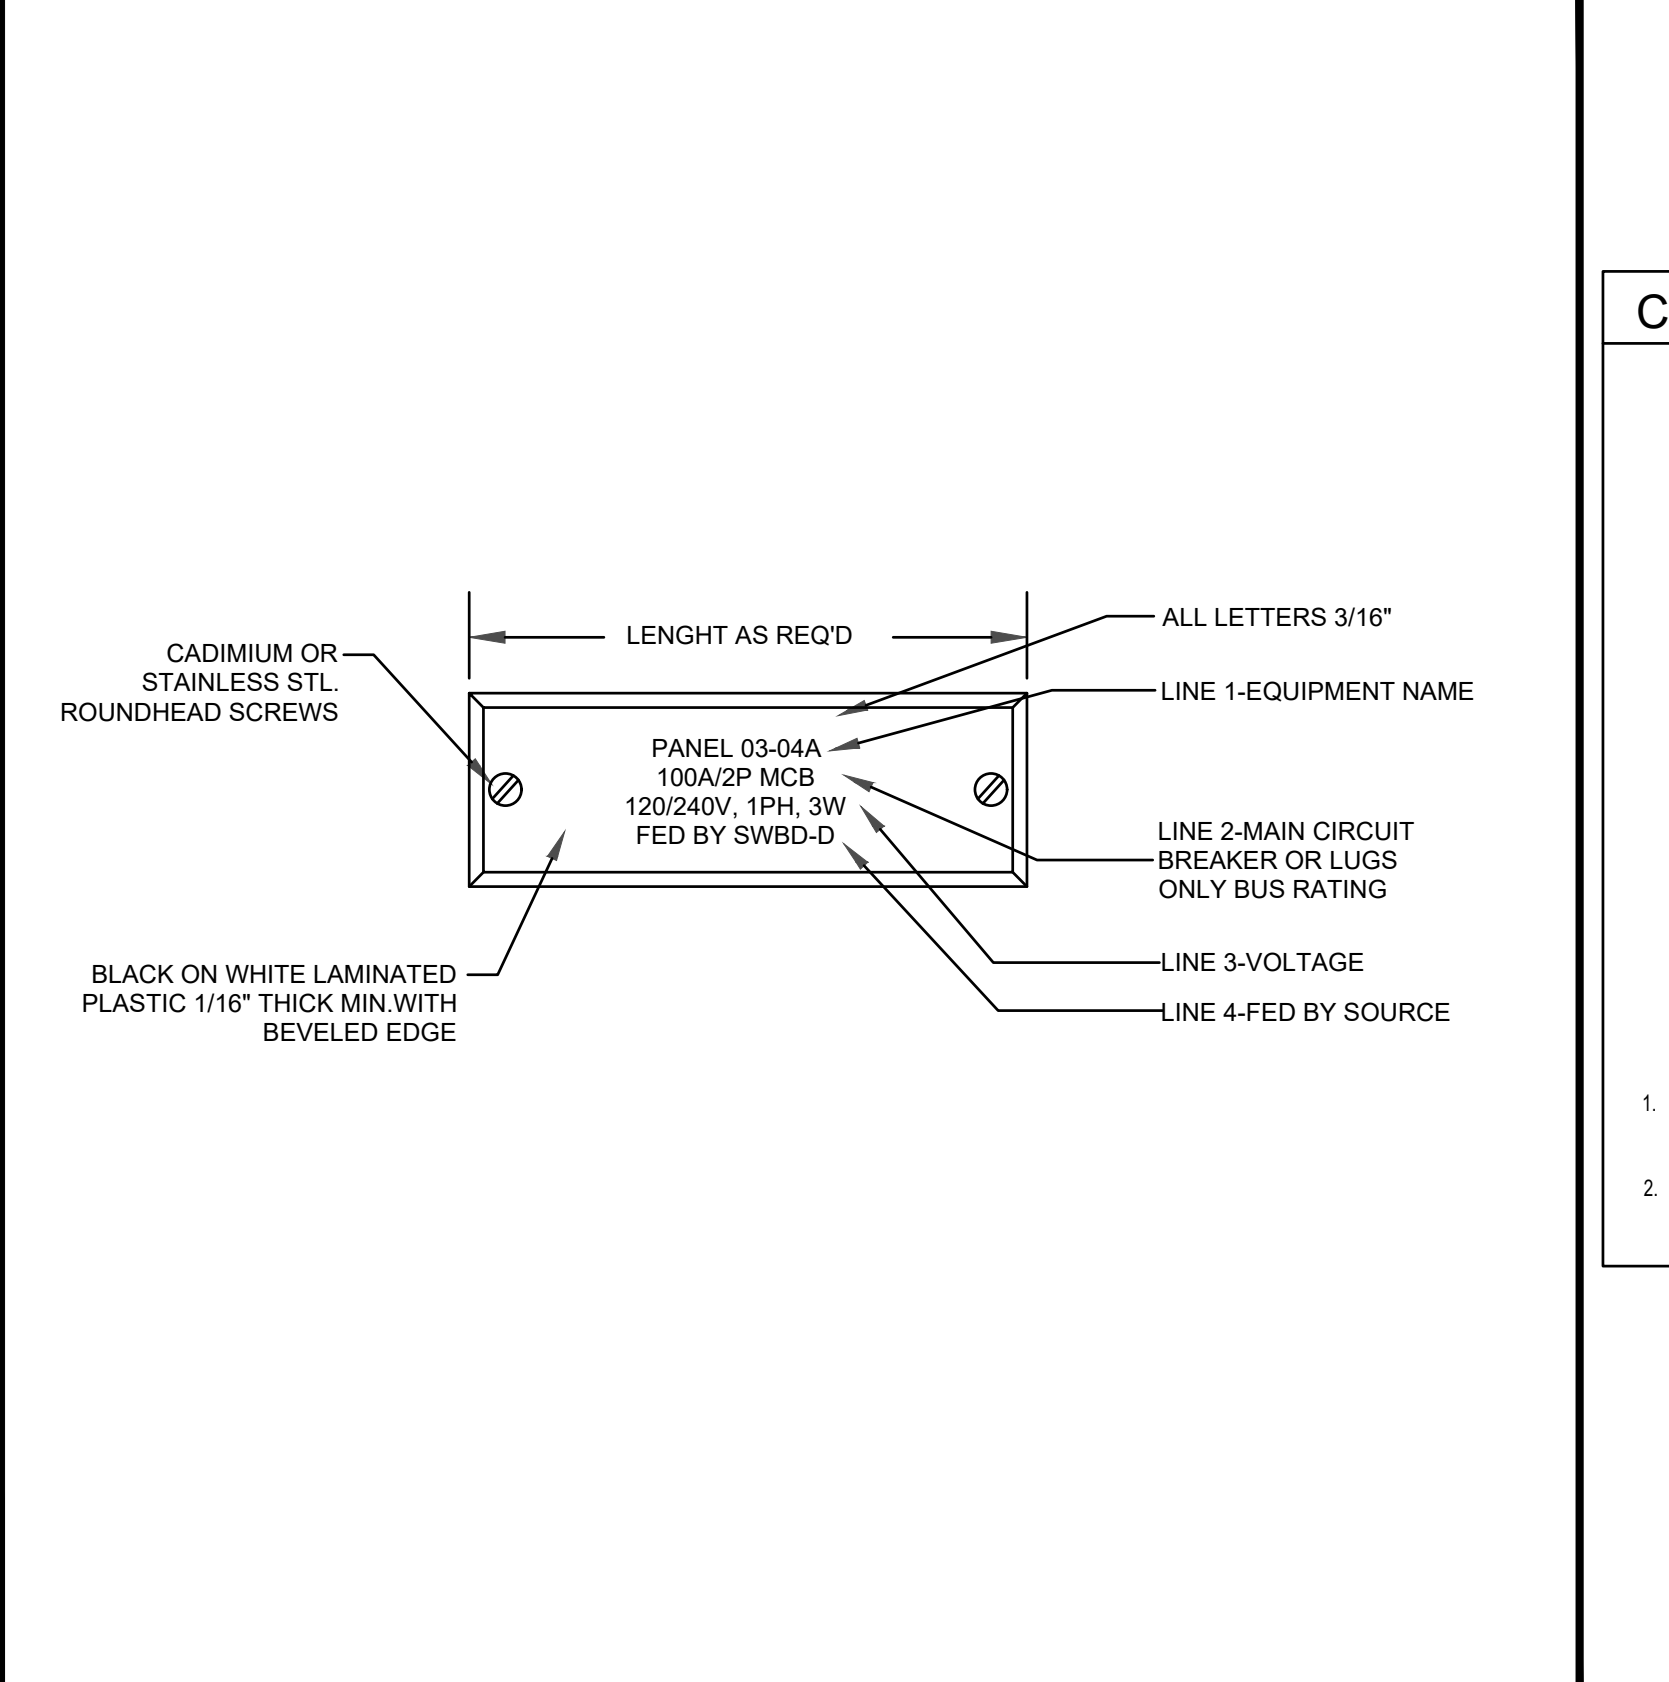 LENGHT AS REQ'D
CADIMIUM OR
STAINLESS STL.
ROUNDHEAD SCREWS
ALL LETTERS 3/16"
LINE 1-EQUIPMENT NAME
PANEL 03-04A
100A/2P MCB
120/240V, 1PH, 3W
FED BY SWBD-D
LINE 2-MAIN CIRCUIT
BREAKER OR LUGS
ONLY BUS RATING
LINE 3-VOLTAGE
LINE 4-FED BY SOURCE
BLACK ON WHITE LAMINATED
PLASTIC 1/16" THICK MIN.WITH
BEVELED EDGE
C
1.
2.